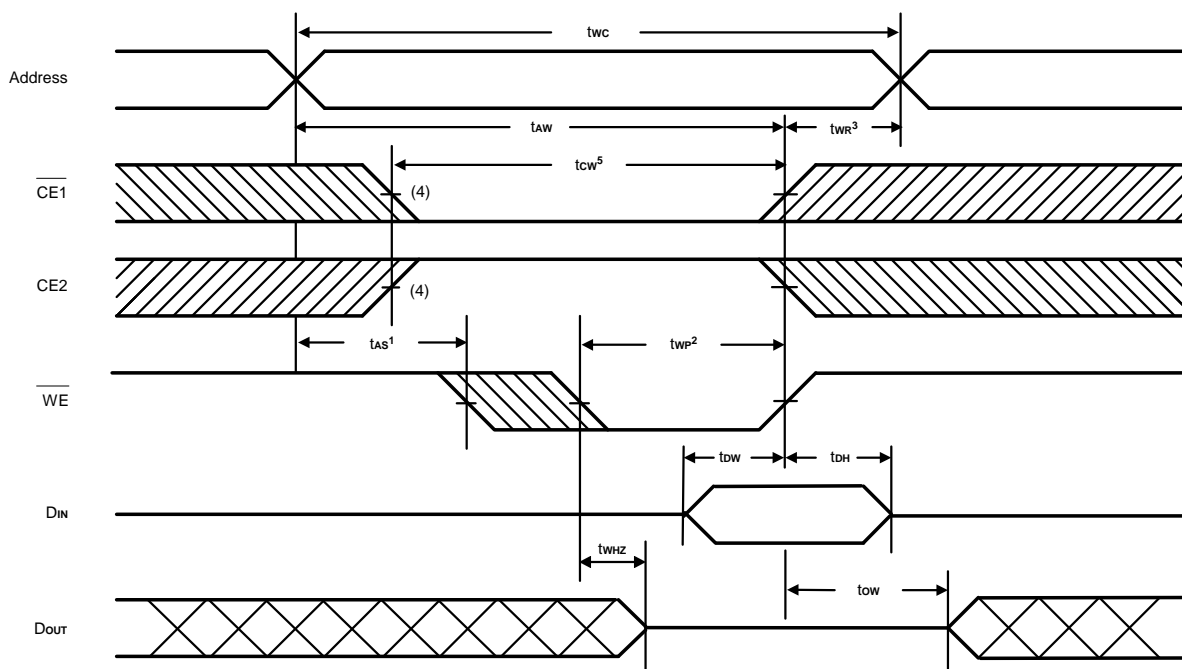 tWC
Address
tAW
tWR³
tCW⁵
CE1
(4)
CE2
(4)
tAS¹
tWP²
WE
tDW
tDH
DIN
tWHZ
tOW
DOUT